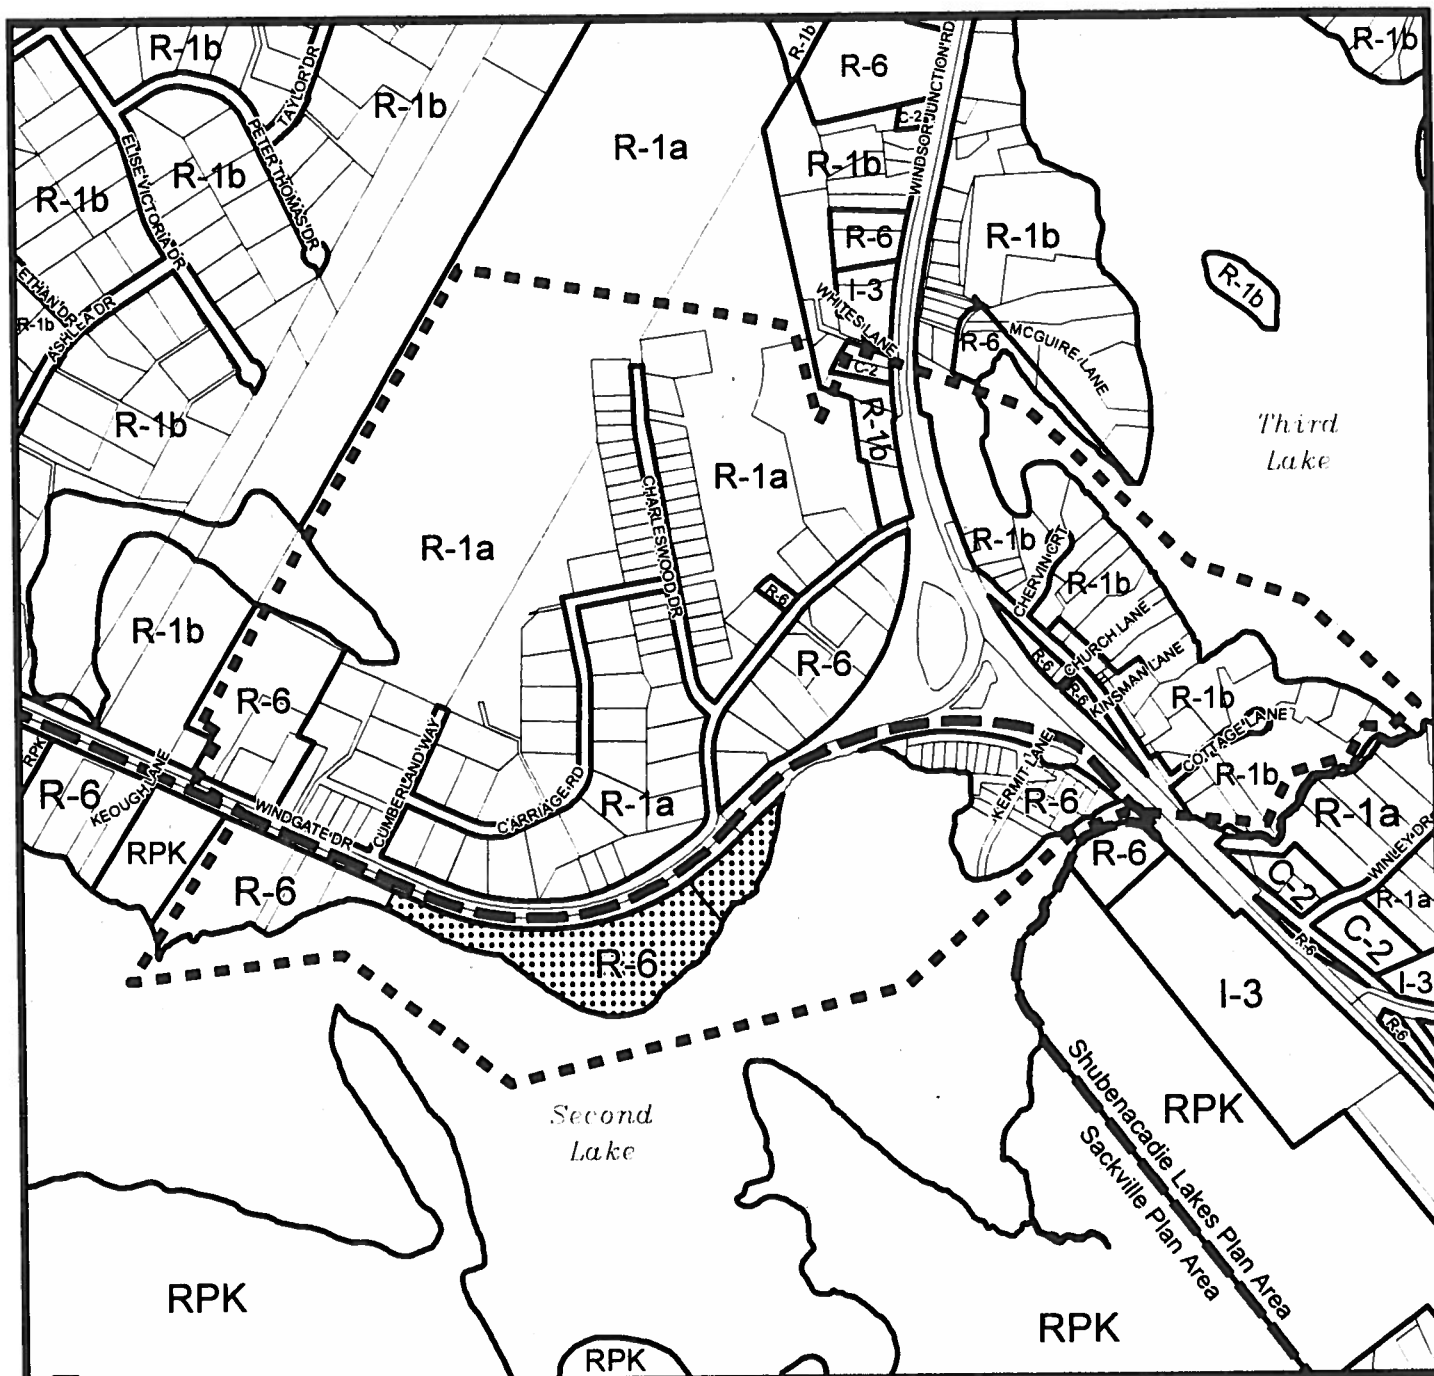 R-1b
R-1b
R-6
R-1b
TAYLOR DR
R-1b
WINDSOR JUNCTION RD
C-2
PETER THOMAS DR
R-1a
ELISE VICTORIA DR
R-1b
R-1b
R-1b
R-6
R-1b
R-1b
ETHAN DR
R-1b
ASHLEA DR
I-3
WHITES LANE
R-6
MCGUIRE LANE
C-2
R-1b
R-1b
Third
Lake
R-1a
CHARLESWOOD DR
R-1a
R-1b
CHERVIN CRT
R-1b
R-6
R-1b
R-6
R-6
CHURCH LANE
KINSMAN LANE
R-6
R-6
R-1b
COTTAGE LANE
R-1b
RPK
R-6
KEOUGH LANE
WINDGATE DR
CUMBERLAND WAY
CARRIAGE RD
R-1a
KERMIT LANE
R-6
R-1a
WINLEY DR
RPK
R-6
R-6
C-2
R-1a
C-2
R-6
R-6
I-3
I-3
R-6
Second
Lake
Shubenacadie Lakes Plan Area
Sackville Plan Area
RPK
RPK
RPK
RPK